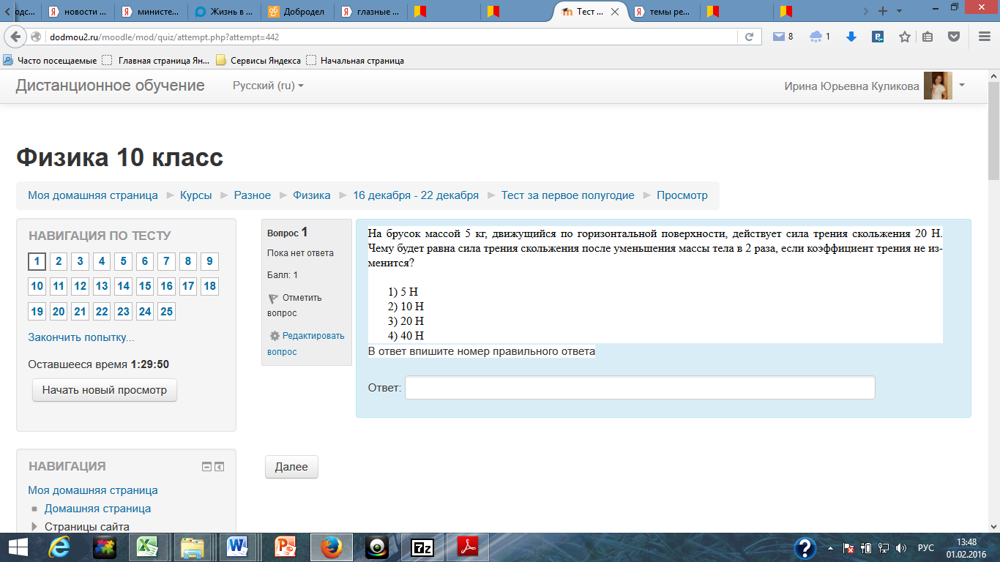 одс...
новости ...
министе...
Жизнь в ...
Добродел
глазные ...
Тест ...
темы ре...
dodmou2.ru/moodle/mod/quiz/attempt.php?attempt=442
8
1
Часто посещаемые
Главная страница Ян...
Сервисы Яндекса
Начальная страница
Дистанционное обучение
Русский (ru)
Ирина Юрьевна Куликова
Физика 10 класс
Моя домашняя страница ► Курсы ► Разное ► Физика ► 16 декабря - 22 декабря ► Тест за первое полугодие ► Просмотр
НАВИГАЦИЯ ПО ТЕСТУ
1 2 3 4 5 6 7 8 9
10 11 12 13 14 15 16 17 18
19 20 21 22 23 24 25
Закончить попытку...
Оставшееся время 1:29:50
Начать новый просмотр
Вопрос 1
Пока нет ответа
Балл: 1
Отметить
вопрос
Редактировать
вопрос
На брусок массой 5 кг, движущийся по горизонтальной поверхности, действует сила трения скольжения 20 Н.
Чему будет равна сила трения скольжения после уменьшения массы тела в 2 раза, если коэффициент трения не из-
менится?
1) 5 Н
2) 10 Н
3) 20 Н
4) 40 Н
В ответ впишите номер правильного ответа
Ответ:
Далее
НАВИГАЦИЯ
Моя домашняя страница
Домашняя страница
Страницы сайта
РУС
13:48
01.02.2016